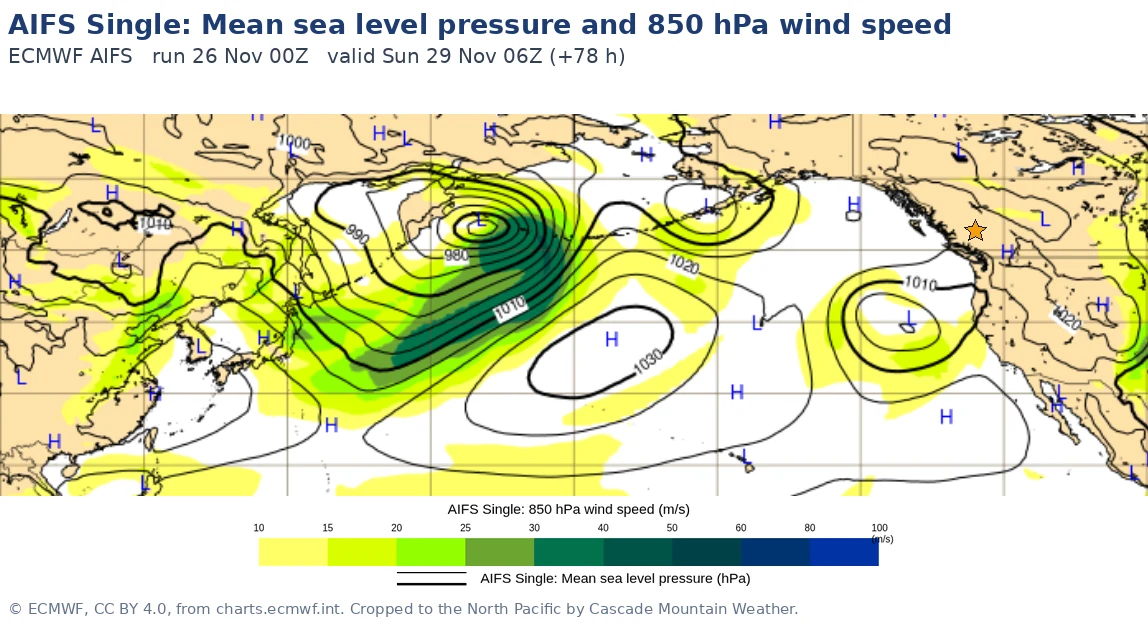 AIFS Single: Mean sea level pressure and 850 hPa wind speed
ECMWF AIFS run 26 Nov 00Z valid Sun 29 Nov 06Z (+78 h)
H H
L H L H H L
1000 L H H
H L H L
1010 H 990 L H
L 980 1020 H
H L 1010 1010 H 1020
H L H L L
L H 1030
H H L H
H H H
L L L
AIFS Single: 850 hPa wind speed (m/s)
10 15 20 25 30 40 50 60 80 100
(m/s)
AIFS Single: Mean sea level pressure (hPa)
© ECMWF, CC BY 4.0, from charts.ecmwf.int. Cropped to the North Pacific by Cascade Mountain Weather.